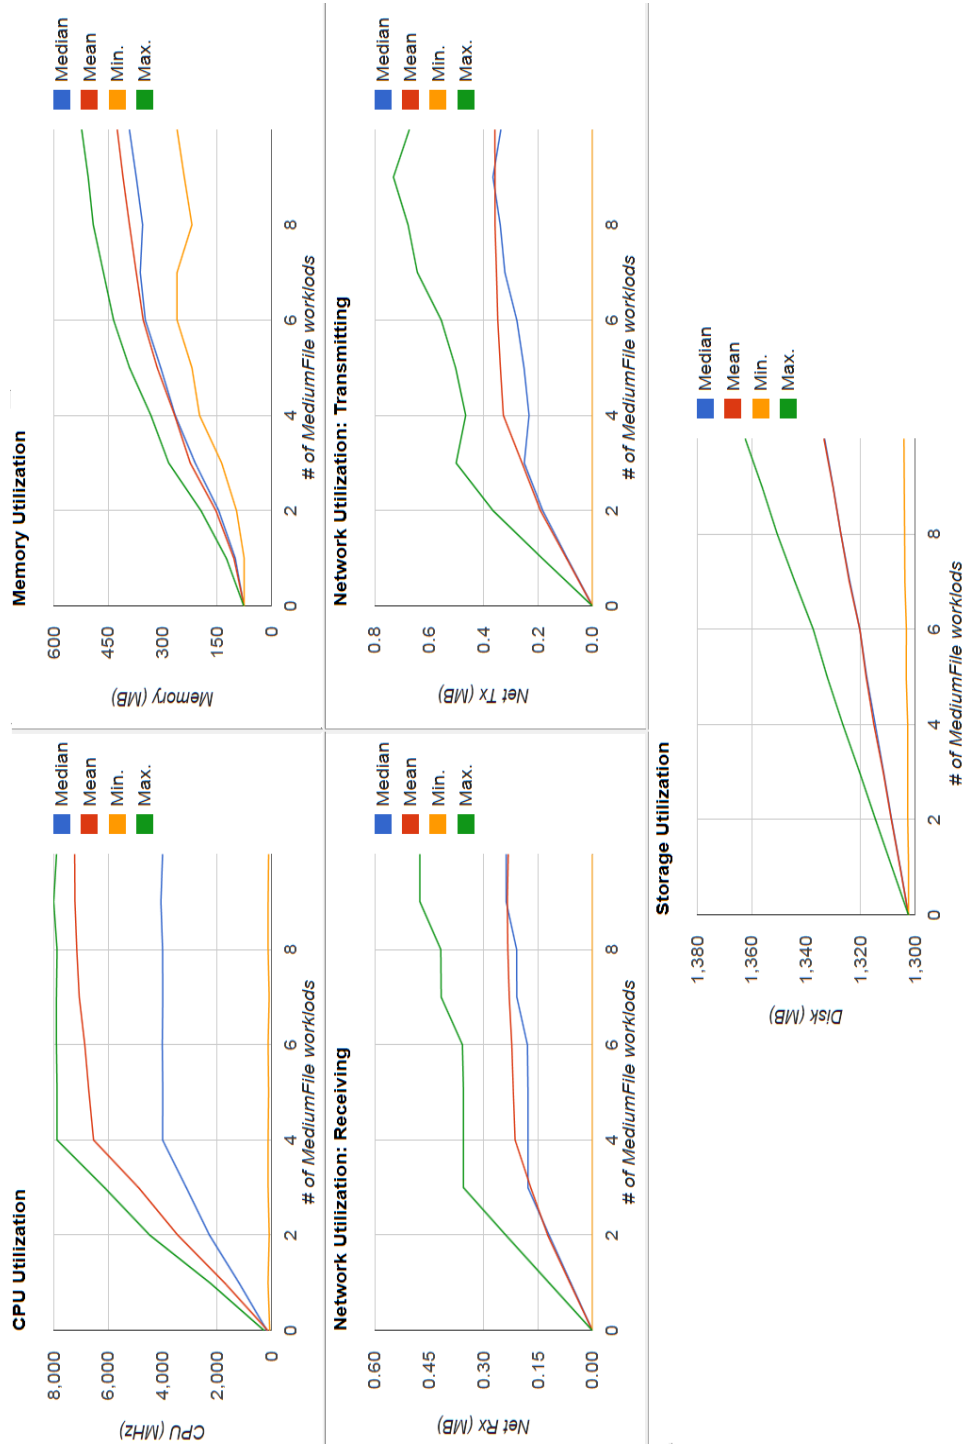 CPU Utilization
CPU (MHz)
8,000
6,000
4,000
2,000
0
0
2
4
6
8
# of MediumFile worklods
Median
Mean
Min.
Max.
Memory Utilization
Memory (MB)
600
450
300
150
0
0
2
4
6
8
# of MediumFile worklods
Median
Mean
Min.
Max.
Network Utilization: Receiving
Net Rx (MB)
0.60
0.45
0.30
0.15
0.00
0
2
4
6
8
# of MediumFile worklods
Median
Mean
Min.
Max.
Network Utilization: Transmitting
Net Tx (MB)
0.8
0.6
0.4
0.2
0.0
0
2
4
6
8
# of MediumFile worklods
Median
Mean
Min.
Max.
Storage Utilization
Disk (MB)
1,380
1,360
1,340
1,320
1,300
0
2
4
6
8
# of MediumFile worklods
Median
Mean
Min.
Max.